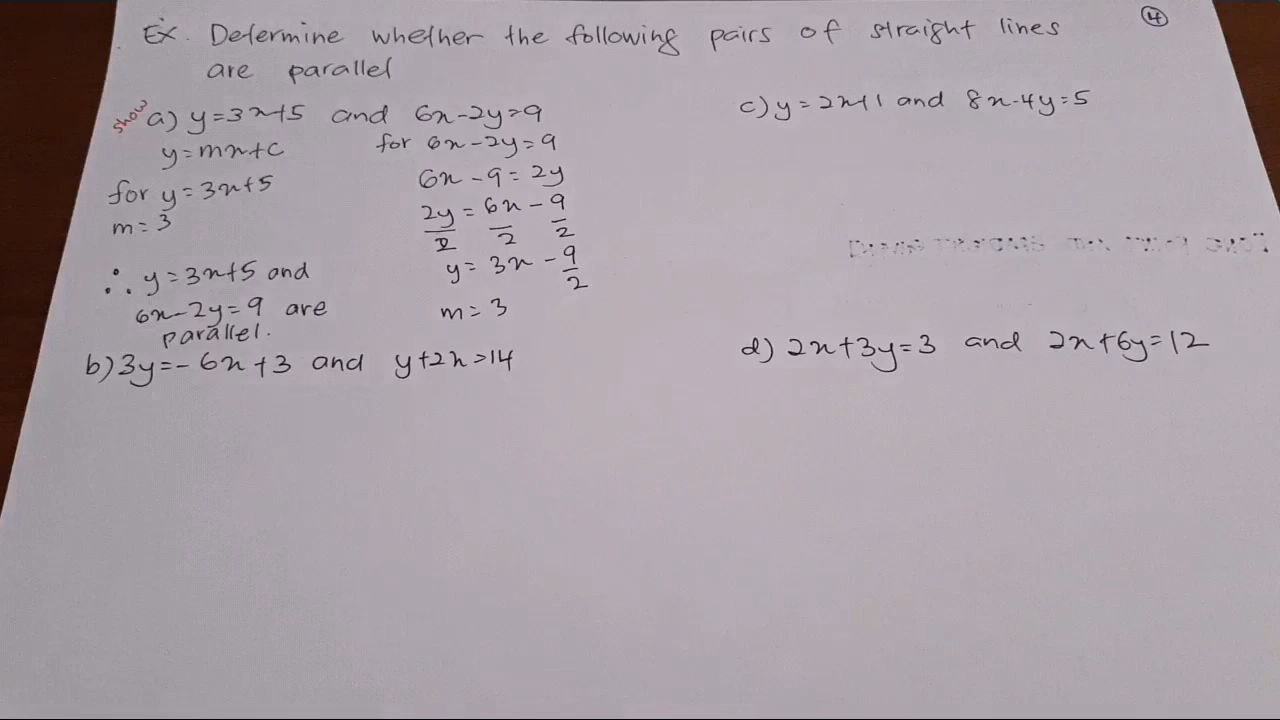 ④
Ex. Determine whether the following pairs of straight lines
are parallel
show a) y = 3x+5 and 6x-2y=9
y=mx+c
for y=3x+5
m=3
for 6x-2y=9
6x-9=2y
2y/2 = 6x/2 - 9/2
y= 3x - 9/2
m=3
∴ y=3x+5 and
6x-2y=9 are
parallel.
b) 3y=-6x+3 and y+2x=14
c) y=2x+1 and 8x-4y=5
d) 2x+3y=3 and 2x+6y=12